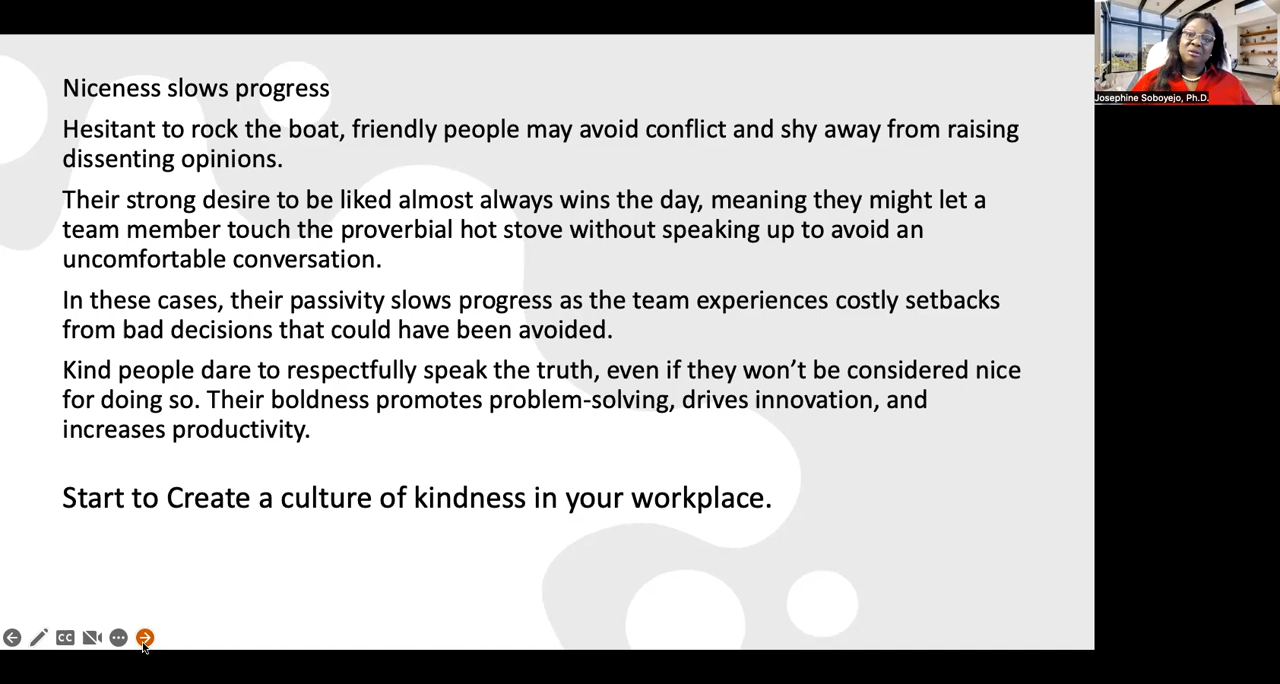 Niceness slows progress
Hesitant to rock the boat, friendly people may avoid conflict and shy away from raising
dissenting opinions.
Their strong desire to be liked almost always wins the day, meaning they might let a
team member touch the proverbial hot stove without speaking up to avoid an
uncomfortable conversation.
In these cases, their passivity slows progress as the team experiences costly setbacks
from bad decisions that could have been avoided.
Kind people dare to respectfully speak the truth, even if they won’t be considered nice
for doing so. Their boldness promotes problem-solving, drives innovation, and
increases productivity.
Start to Create a culture of kindness in your workplace.
Josephine Soboyejo, Ph.D.
CC